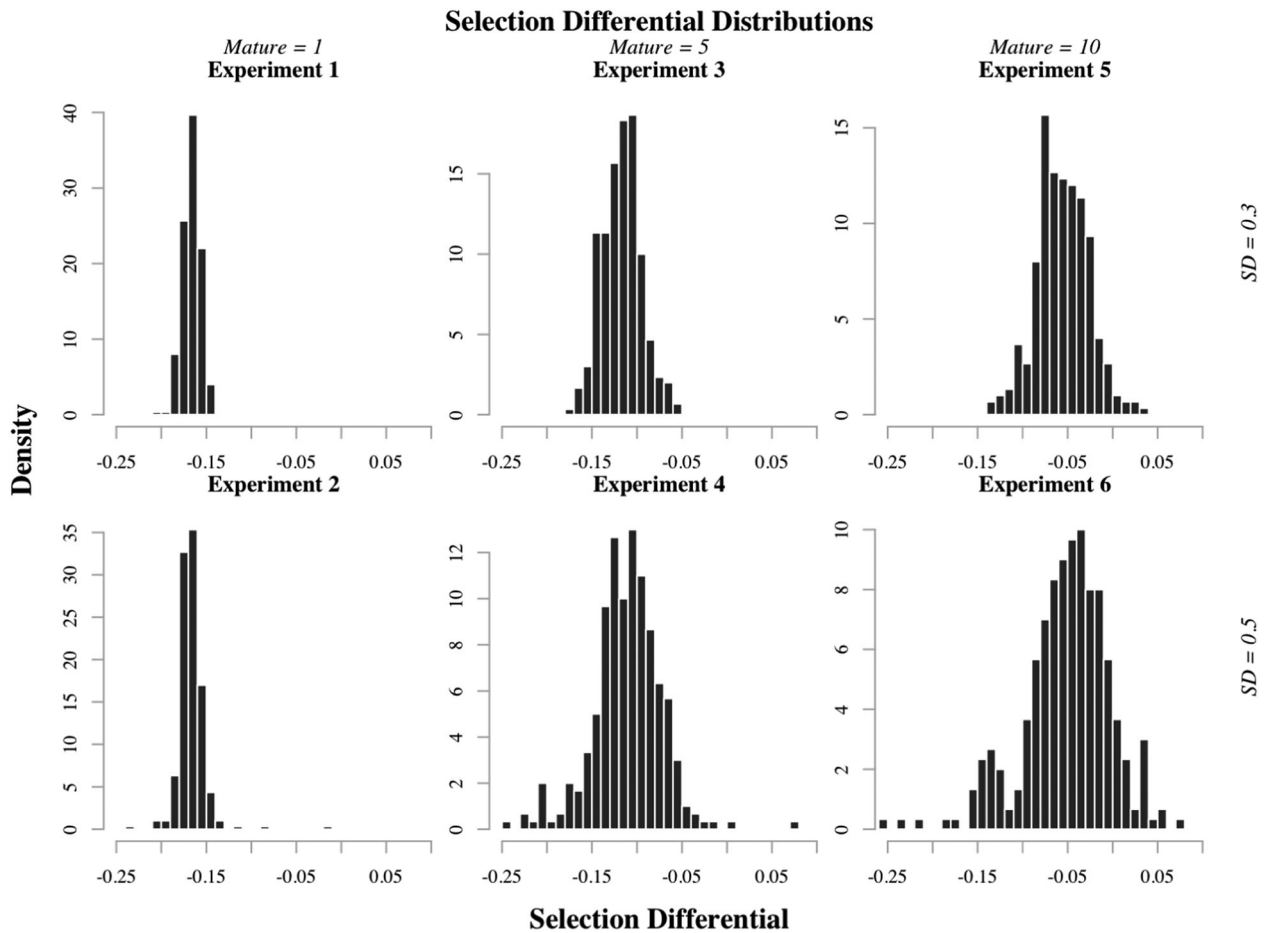 Selection Differential Distributions
Mature = 1
Mature = 5
Mature = 10
Experiment 1
Experiment 3
Experiment 5
40
30
20
10
0
15
10
5
0
15
10
5
0
SD = 0.3
-0.25 -0.15 -0.05 0.05
-0.25 -0.15 -0.05 0.05
-0.25 -0.15 -0.05 0.05
Density
Experiment 2
Experiment 4
Experiment 6
35
30
25
20
15
10
5
0
12
10
8
6
4
2
0
10
8
6
4
2
0
SD = 0.5
-0.25 -0.15 -0.05 0.05
-0.25 -0.15 -0.05 0.05
-0.25 -0.15 -0.05 0.05
Selection Differential